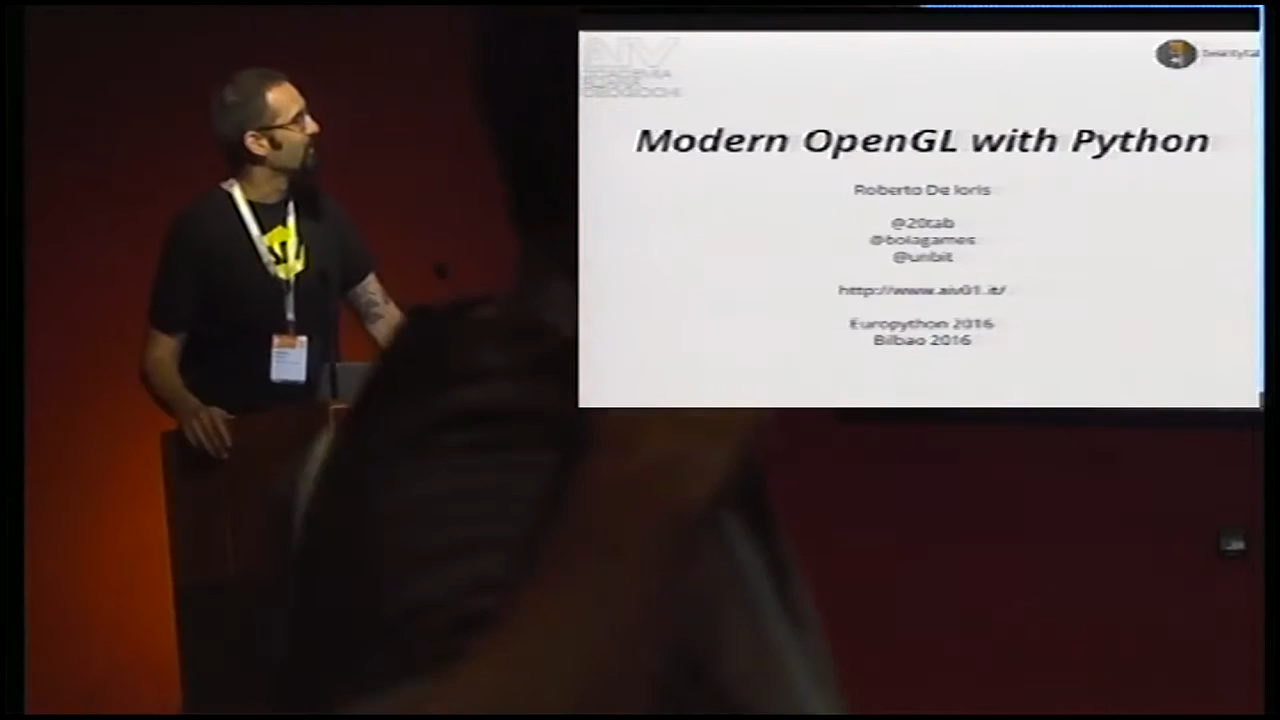 Modern OpenGL with Python
Roberto De Ioris
@20tab
@bolagames
@unbit
http://www.aiv01.it/
Europython 2016
Bilbao 2016